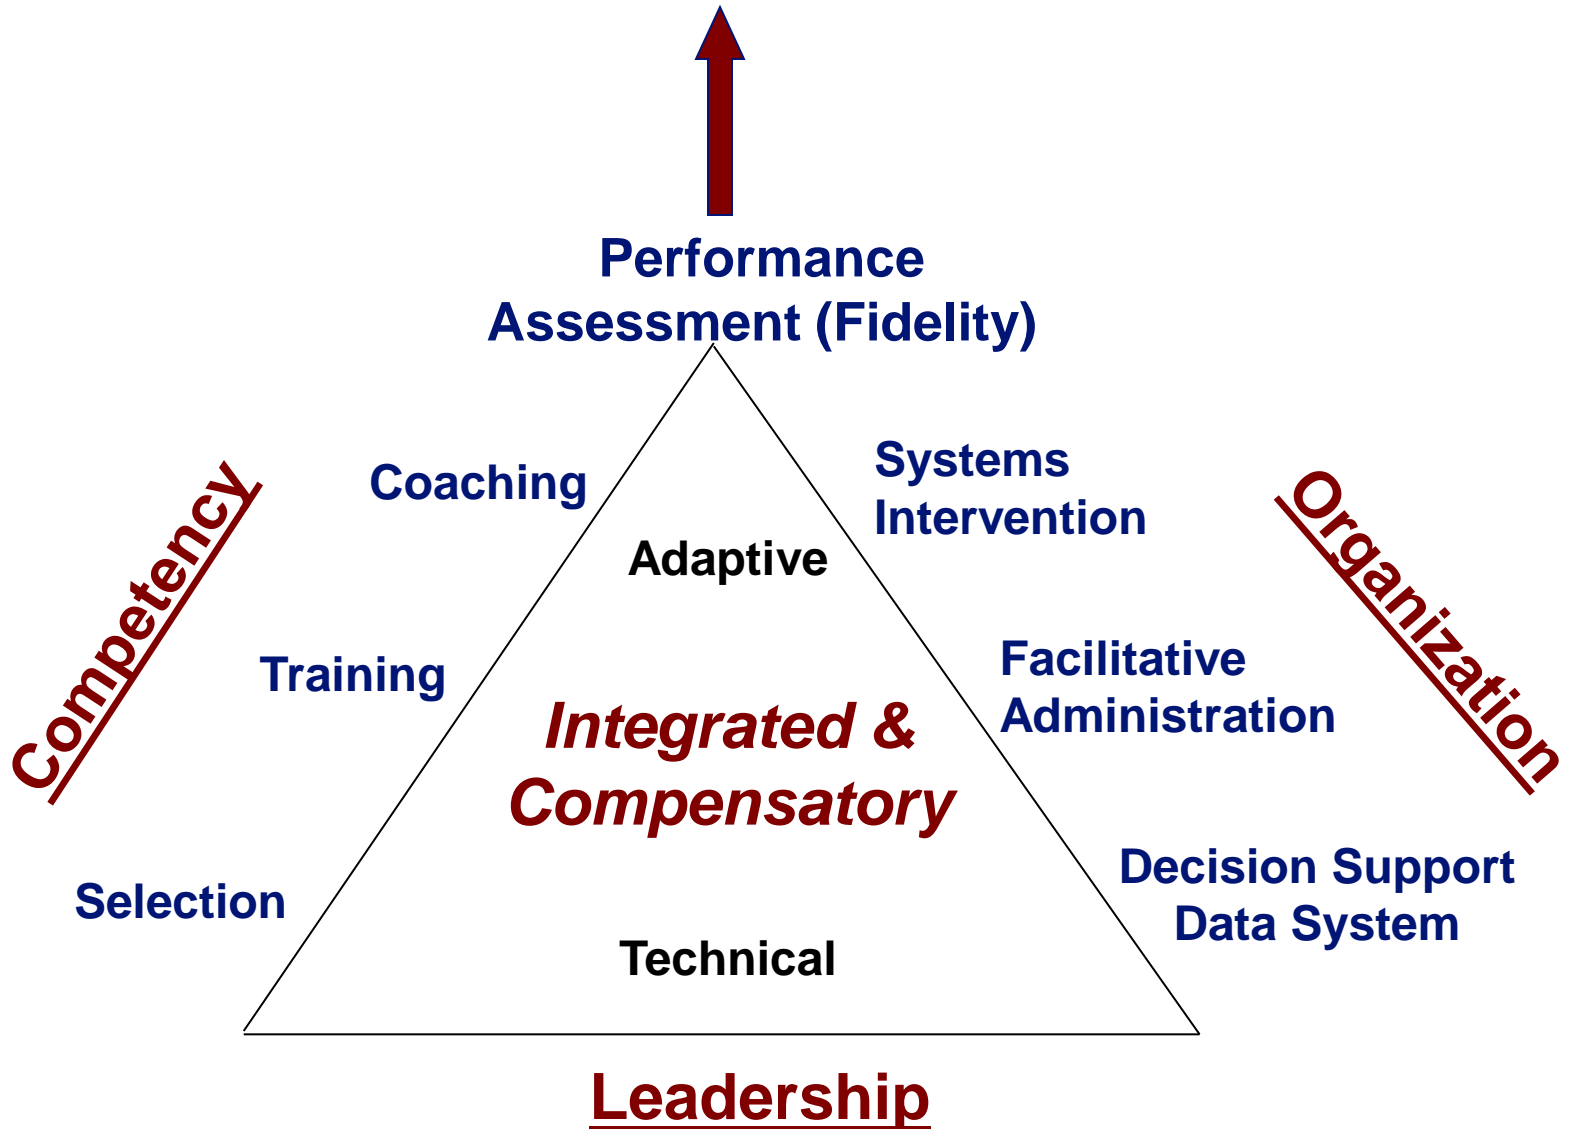 Performance
Assessment (Fidelity)
Coaching
Systems
Intervention
Competency
Organization
Adaptive
Training
Facilitative
Administration
Integrated &
Compensatory
Selection
Decision Support
Data System
Technical
Leadership